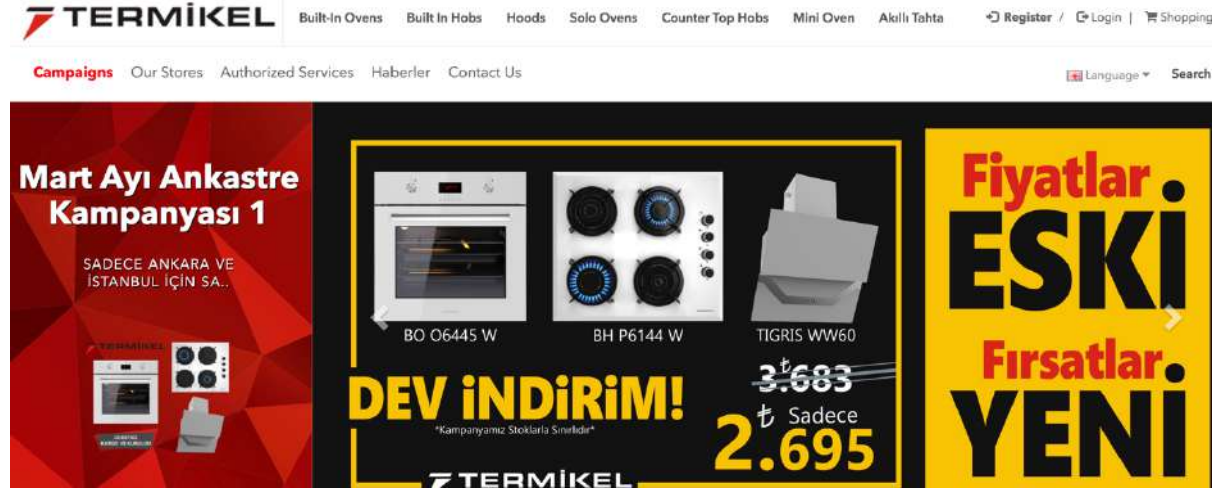 TERMİKEL
Built-In Ovens Built In Hobs Hoods Solo Ovens Counter Top Hobs Mini Oven Akıllı Tahta Register / Login | Shopping
Campaigns Our Stores Authorized Services Haberler Contact Us Language Search
Mart Ayı Ankastre
Kampanyası 1
SADECE ANKARA VE
İSTANBUL İÇİN SA..
TERMİKEL
BO O6445 W BH P6144 W TIGRIS WW60
DEV İNDİRİM!
*Kampanyamız Stoklarla Sınırlıdır*
₺3.683
₺ Sadece
2.695
TERMİKEL
Fiyatlar
ESKİ
Fırsatlar
YENİ